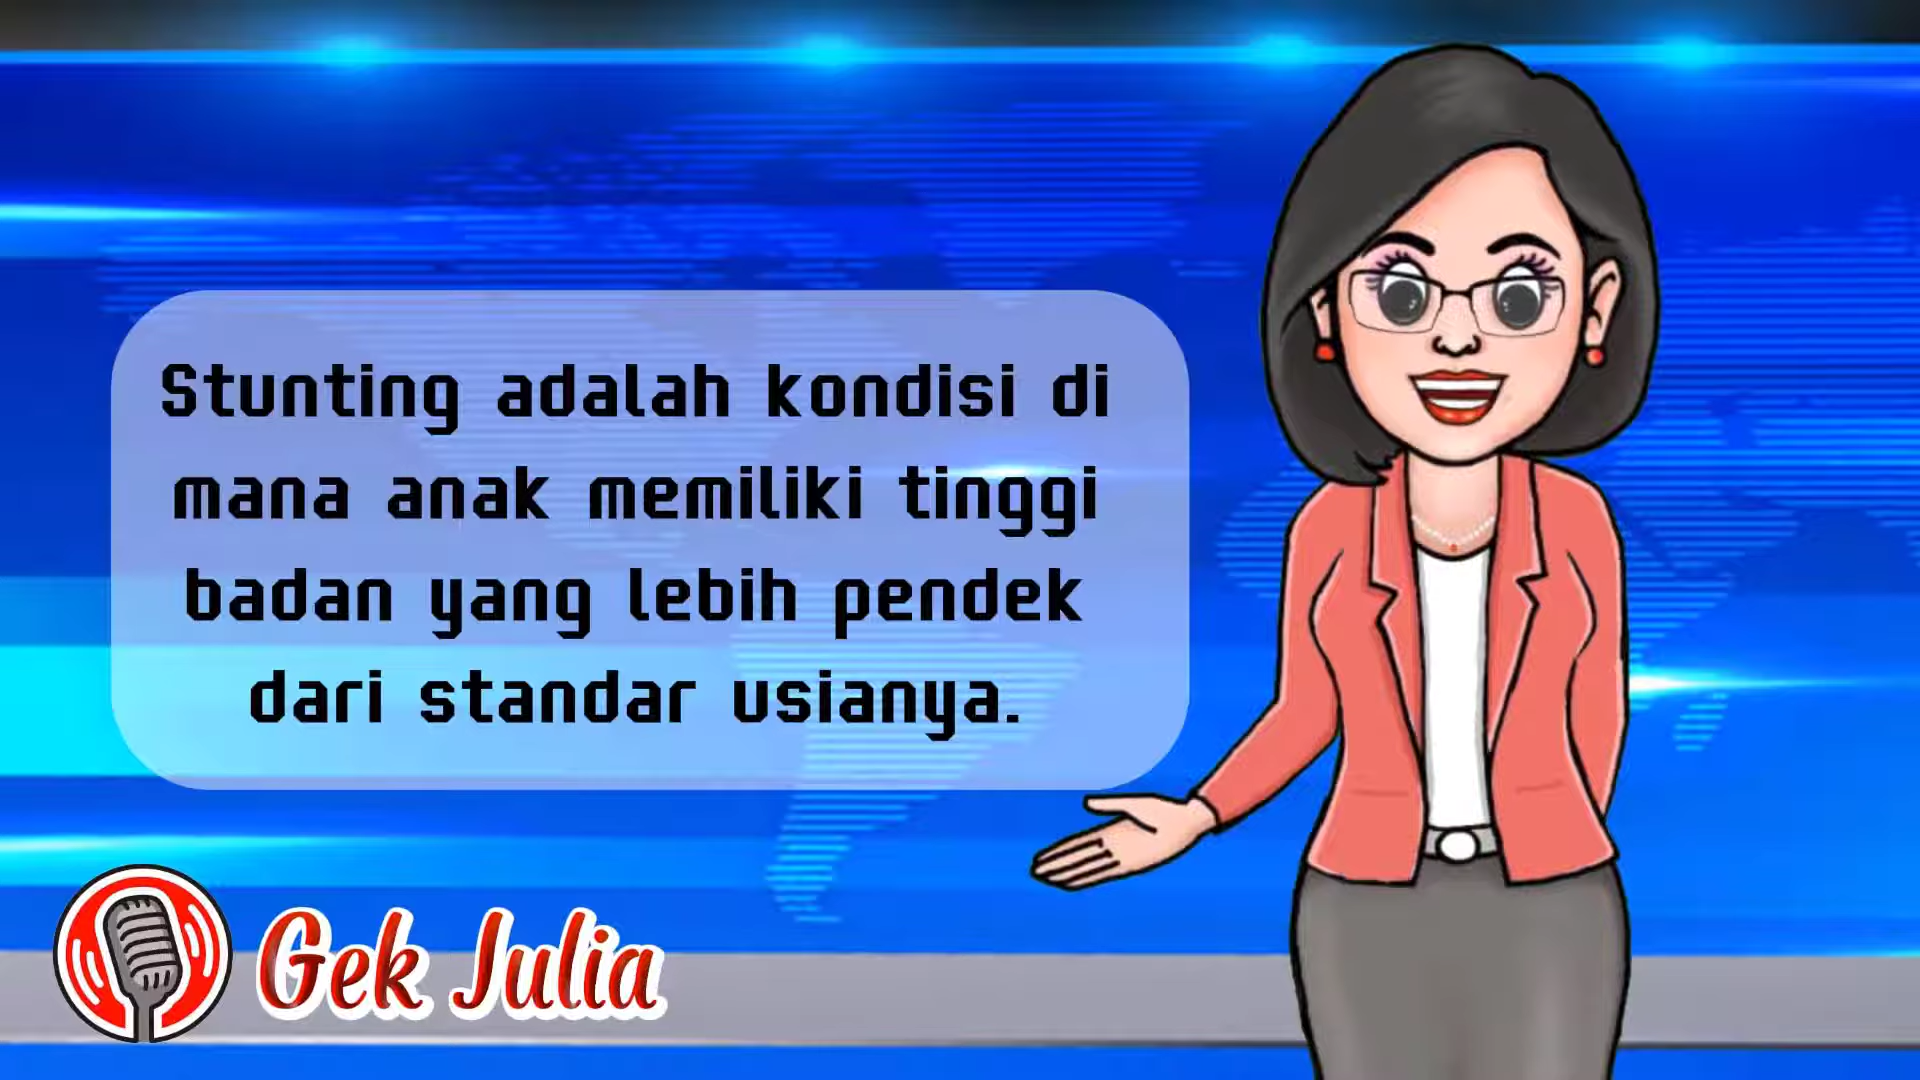 Stunting adalah kondisi di
mana anak memiliki tinggi
badan yang lebih pendek
dari standar usianya.
Gek Julia